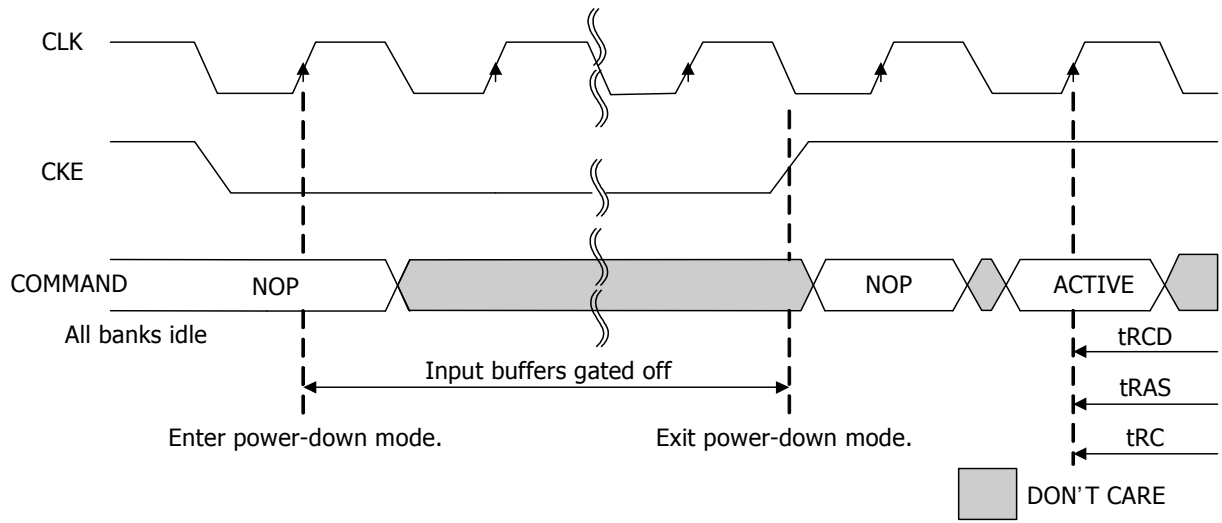 CLK
CKE
COMMAND
NOP
NOP
ACTIVE
All banks idle
tRCD
Input buffers gated off
tRAS
Enter power-down mode.
Exit power-down mode.
tRC
DON'T CARE